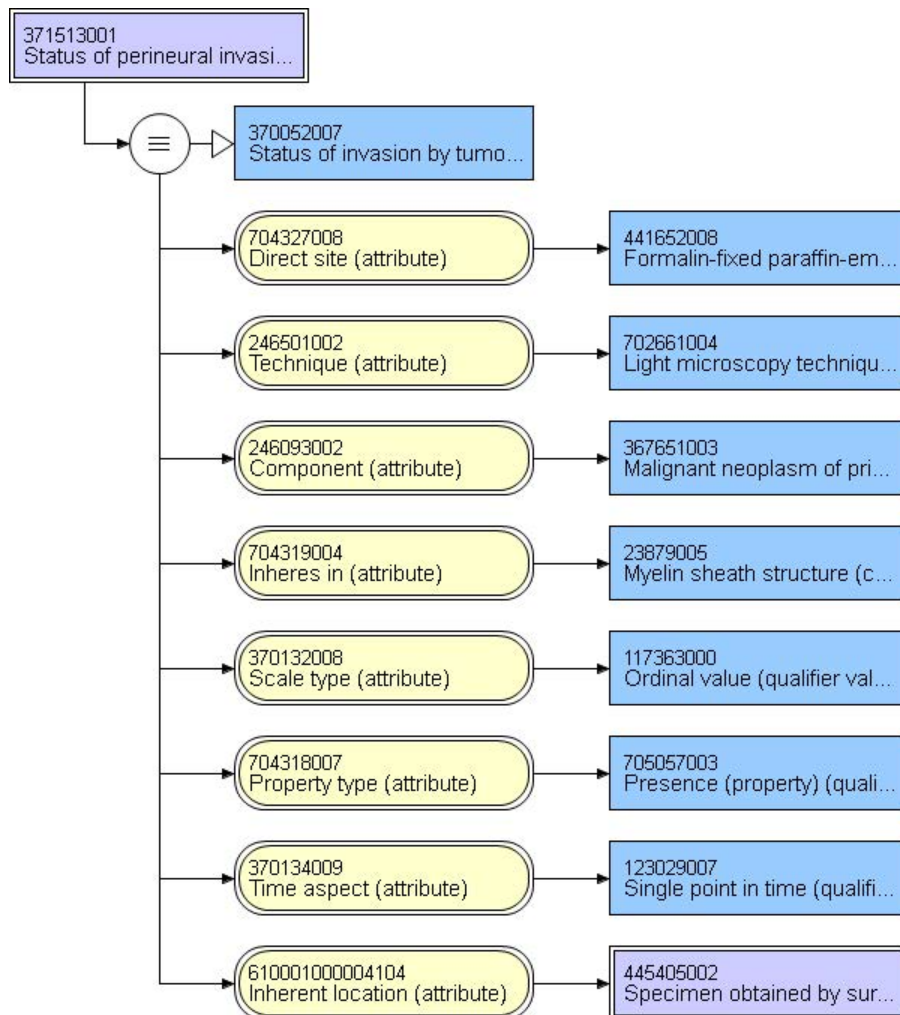 371513001
Status of perineural invasi...
370052007
Status of invasion by tumo...
704327008
Direct site (attribute)
441652008
Formalin-fixed paraffin-em...
246501002
Technique (attribute)
702661004
Light microscopy techniqu...
246093002
Component (attribute)
367651003
Malignant neoplasm of pri...
704319004
Inheres in (attribute)
23879005
Myelin sheath structure (c...
370132008
Scale type (attribute)
117363000
Ordinal value (qualifier val...
704318007
Property type (attribute)
705057003
Presence (property) (quali...
370134009
Time aspect (attribute)
123029007
Single point in time (qualifi...
610001000004104
Inherent location (attribute)
445405002
Specimen obtained by sur...